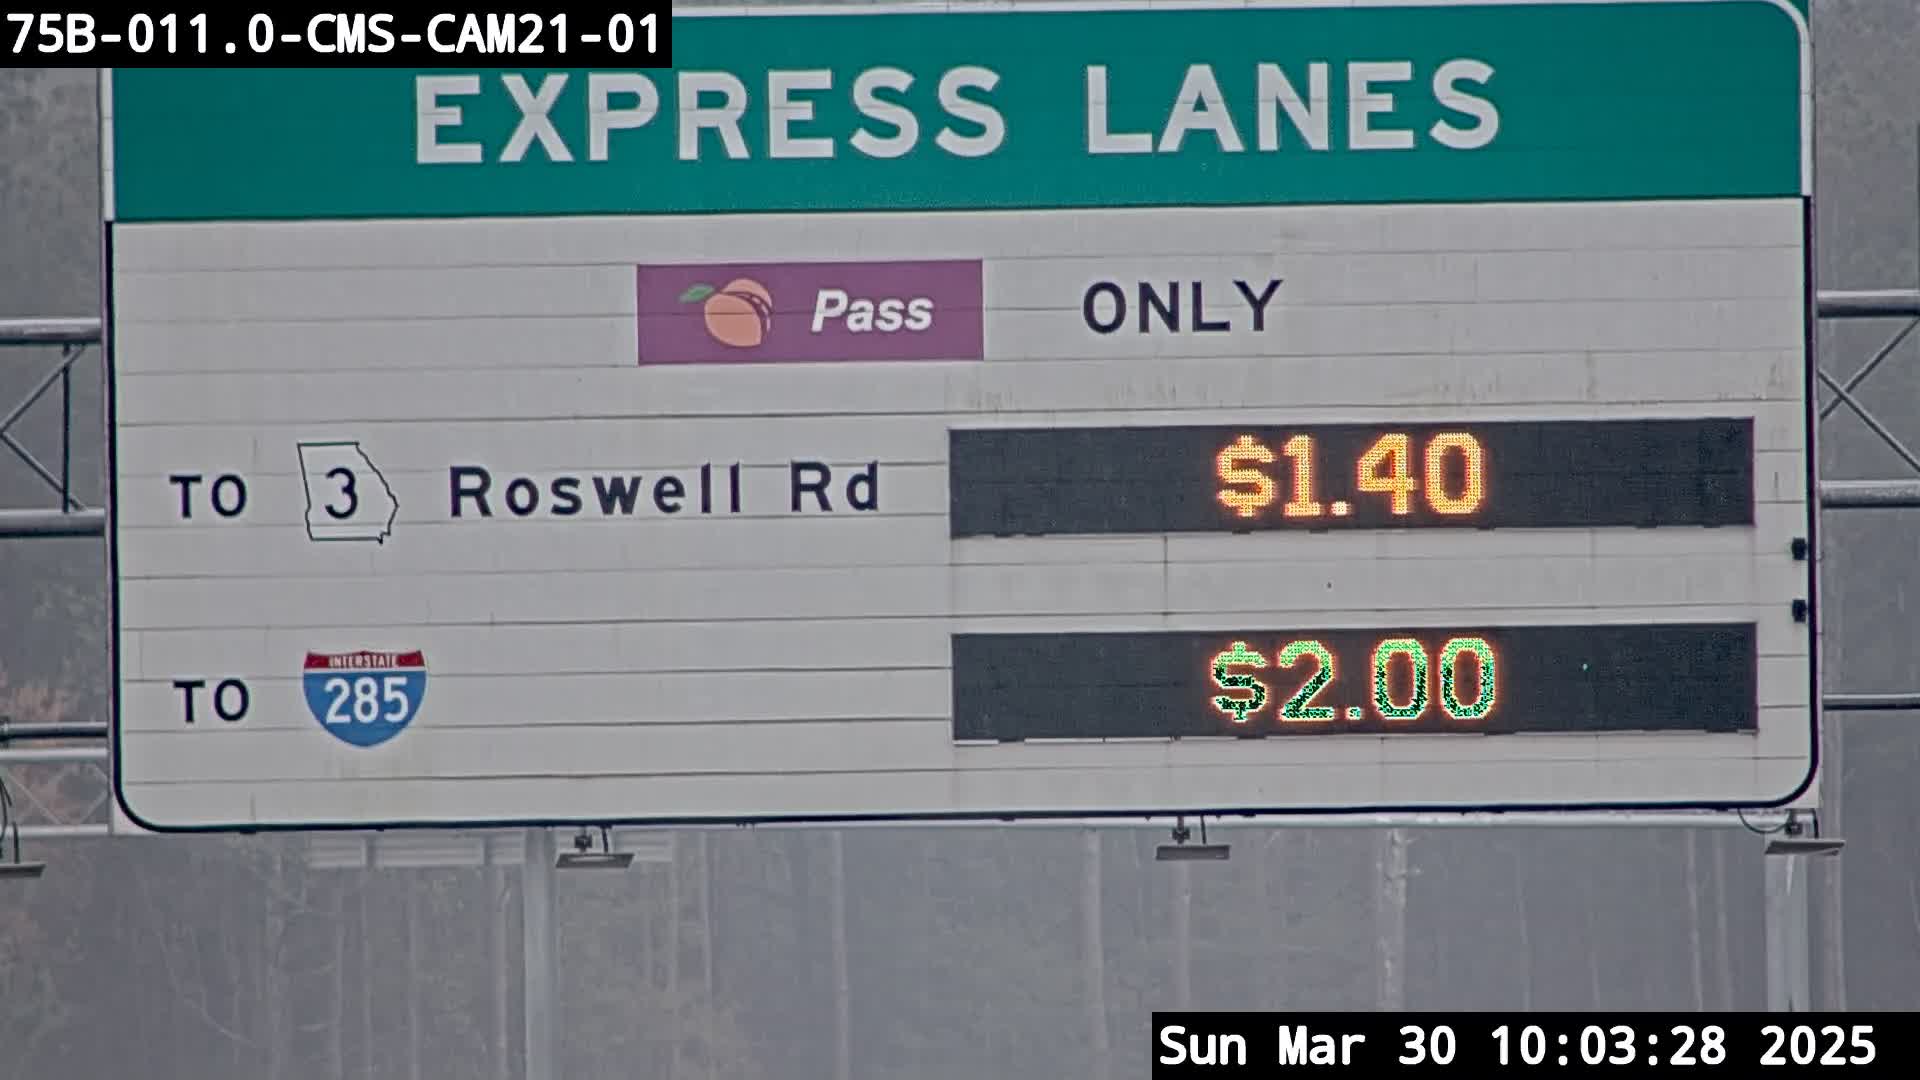 75B-011.0-CMS-CAM21-01
EXPRESS LANES
Pass ONLY
TO 3 Roswell Rd $1.40
INTERSTATE
TO 285 $2.00
Sun Mar 30 10:03:28 2025